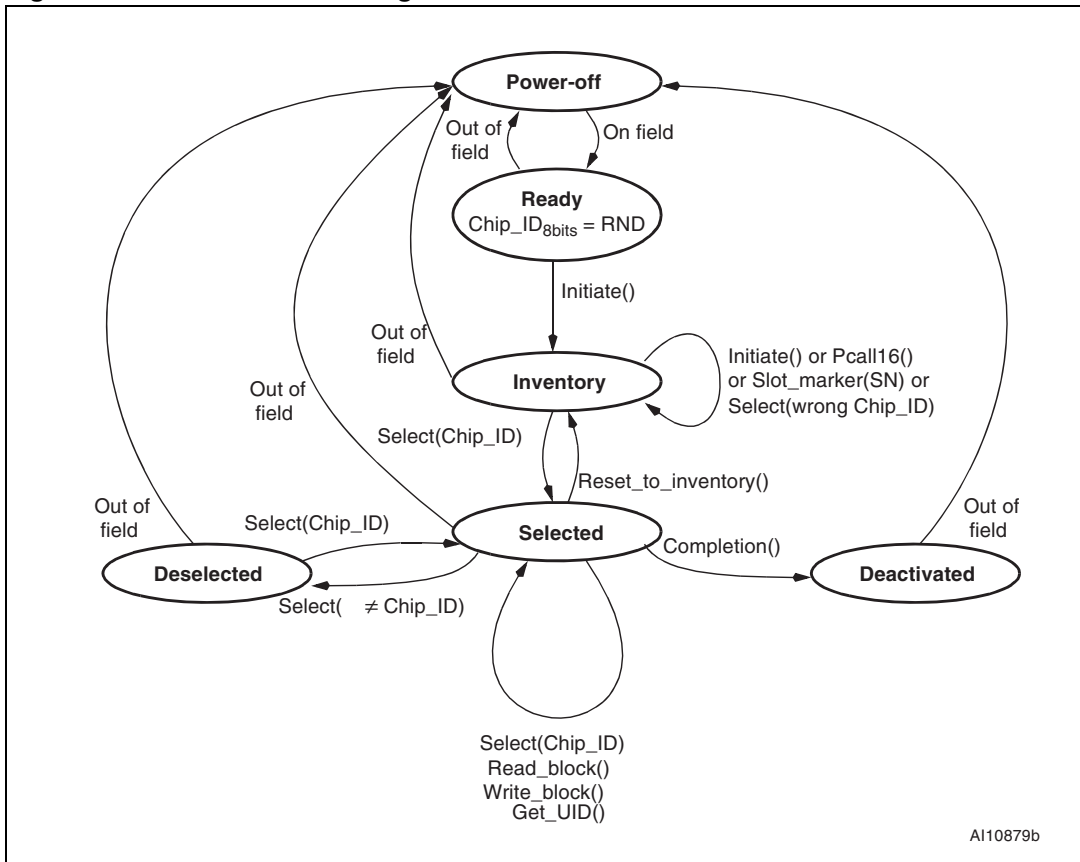 Power-off
Out of
field
On field
Ready
Chip_ID8bits = RND
Initiate()
Out of
field
Inventory
Initiate() or Pcall16()
or Slot_marker(SN) or
Select(wrong Chip_ID)
Out of
field
Select(Chip_ID)
Reset_to_inventory()
Out of
field
Select(Chip_ID)
Selected
Completion()
Out of
field
Deselected
Deactivated
Select( ≠ Chip_ID)
Select(Chip_ID)
Read_block()
Write_block()
Get_UID()
AI10879b